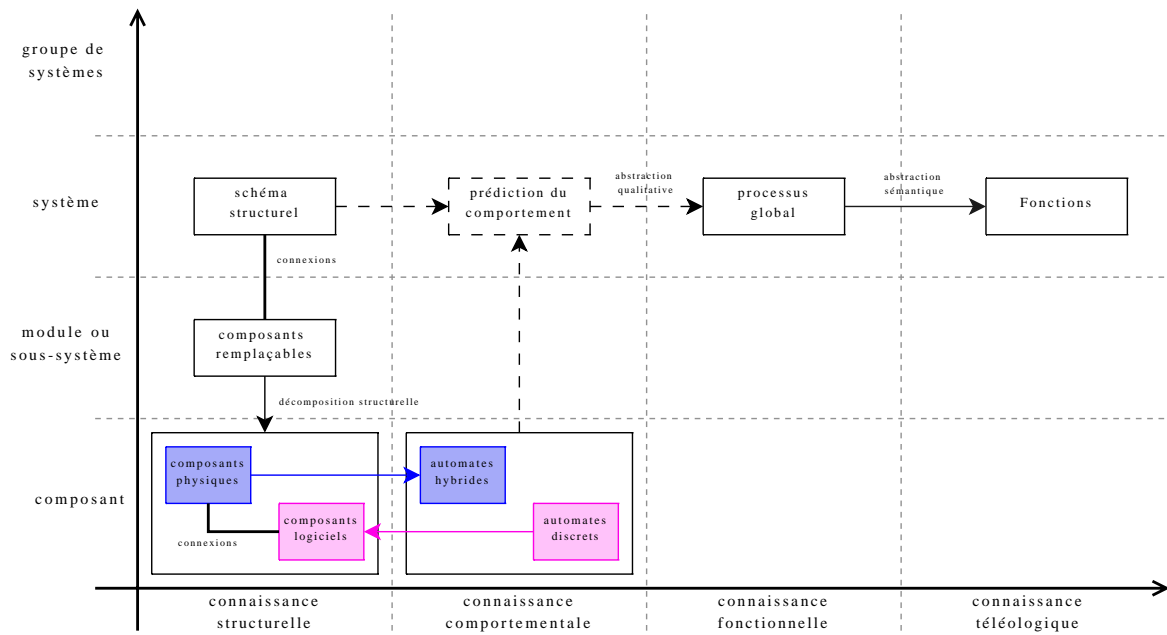 groupe de
systèmes
abstraction
qualitative
abstraction
sémantique
système
schéma
structurel
prédiction du
comportement
processus
global
Fonctions
connexions
module ou
sous-système
composants
remplaçables
décomposition structurelle
composant
composants
physiques
automates
hybrides
connexions
composants
logiciels
automates
discrets
connaissance
structurelle
connaissance
comportementale
connaissance
fonctionnelle
connaissance
téléologique